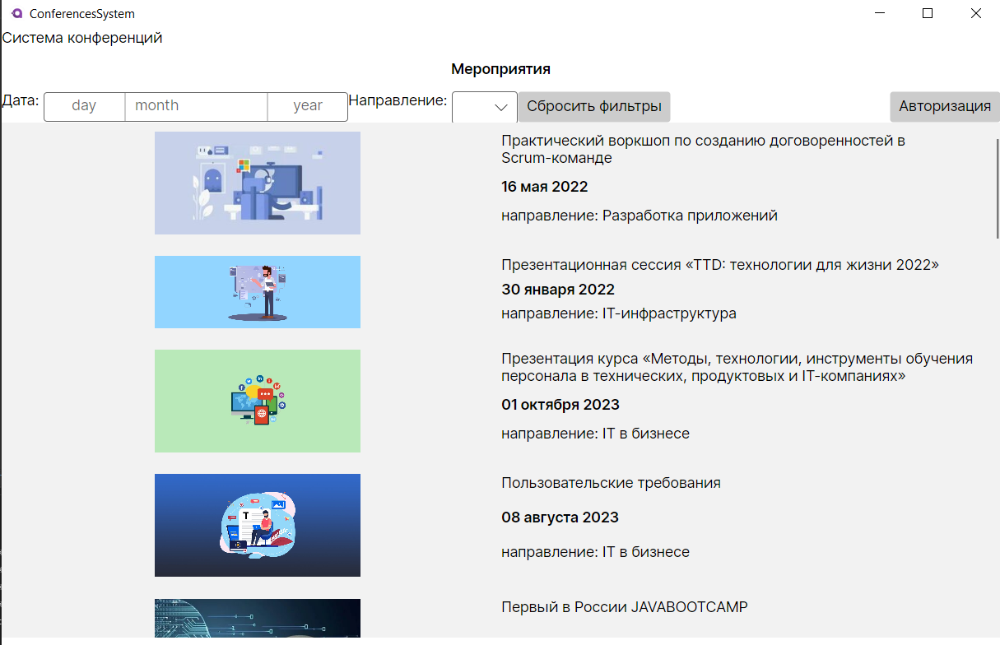 ConferencesSystem
Система конференций
Мероприятия
Дата: day month year Направление: Сбросить фильтры Авторизация
Практический воркшоп по созданию договоренностей в
Scrum-команде
16 мая 2022
направление: Разработка приложений
Презентационная сессия «TTD: технологии для жизни 2022»
30 января 2022
направление: IT-инфраструктура
Презентация курса «Методы, технологии, инструменты обучения
персонала в технических, продуктовых и IT-компаниях»
01 октября 2023
направление: IT в бизнесе
Пользовательские требования
08 августа 2023
направление: IT в бизнесе
Первый в России JAVABOOTCAMP